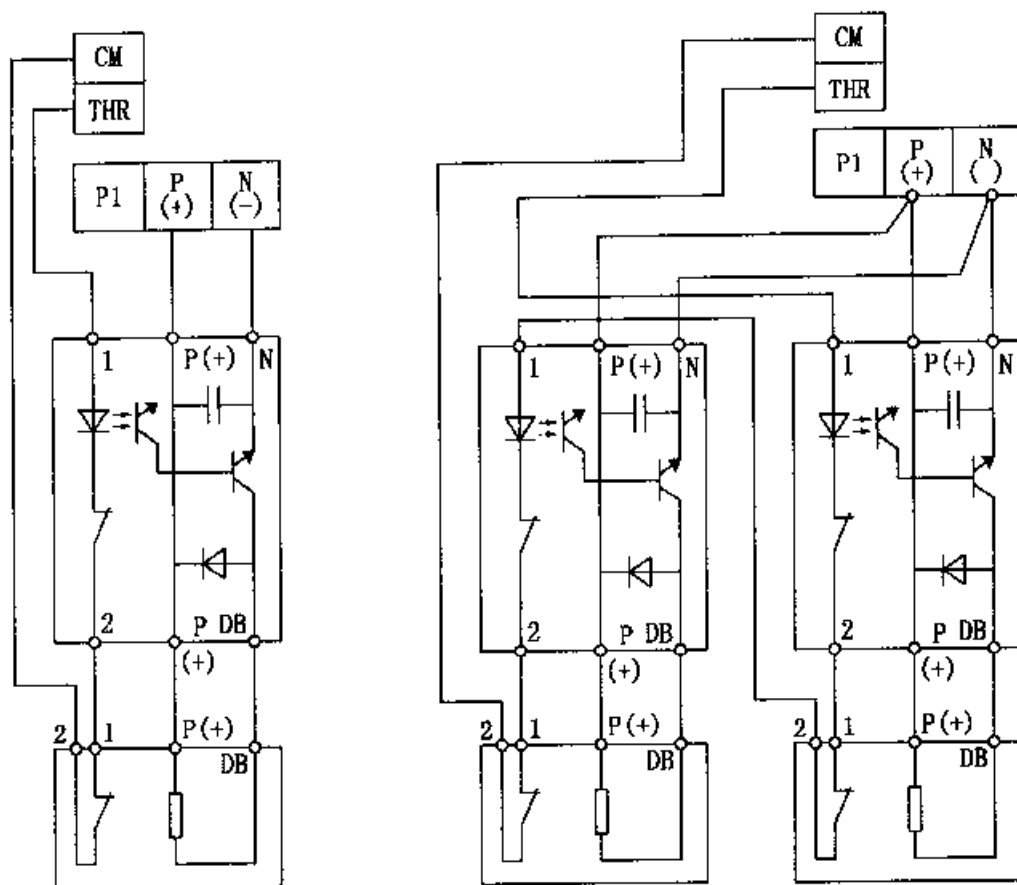 CM
THR
P1 P (+) N (-)
1 P(+) N
2 P DB
(+)
2 1 P(+)
DB
CM
THR
P1 P (+) N ( )
1 P(+) N
2 P DB
(+)
2 1 P(+)
DB
1 P(+) N
2 P DB
(+)
2 1 P(+)
DB